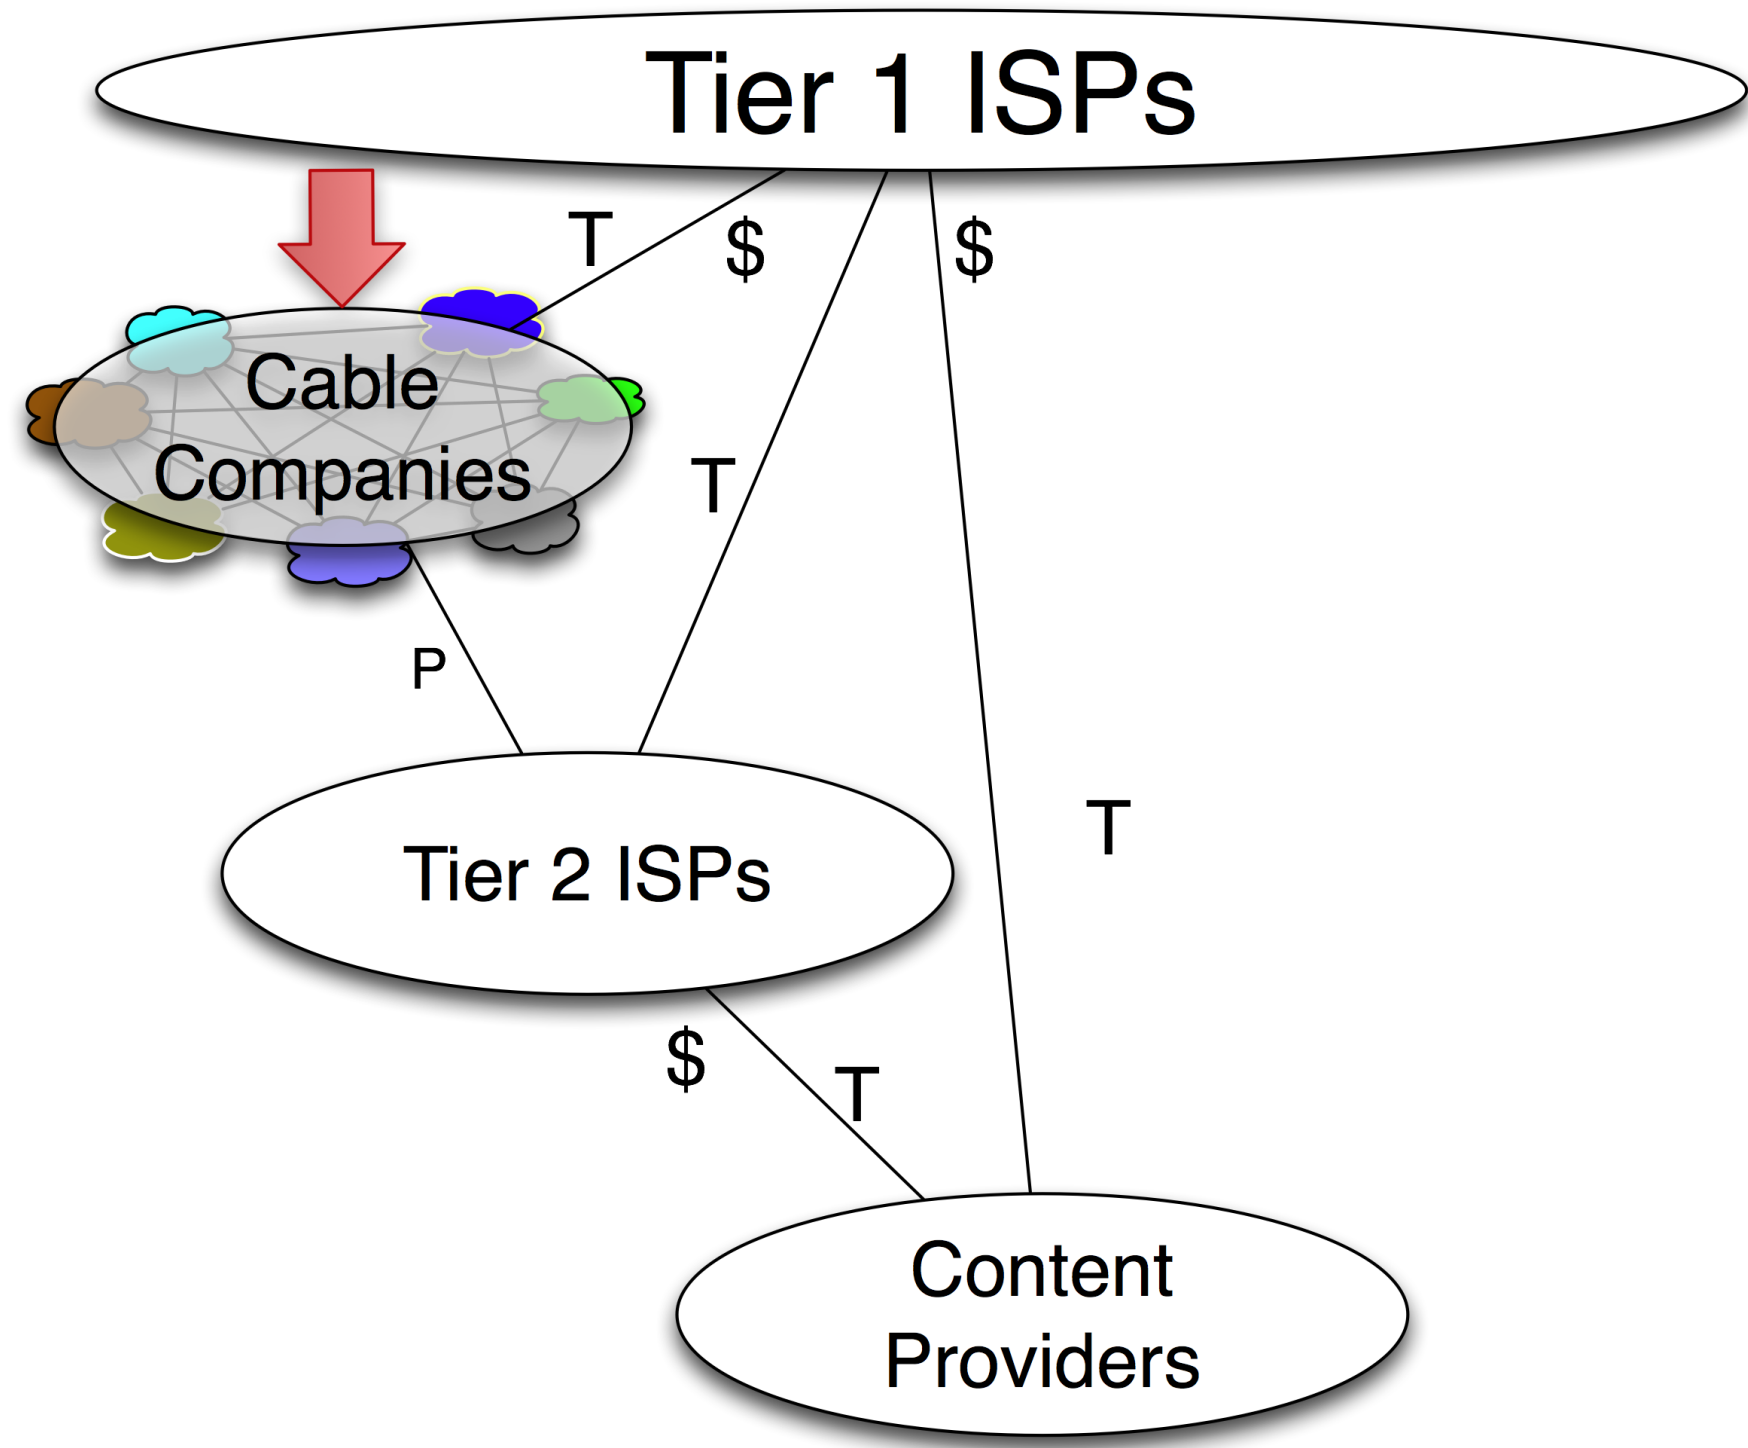 Tier 1 ISPs
T
$
$
Cable
Companies
T
P
T
Tier 2 ISPs
$
T
Content
Providers